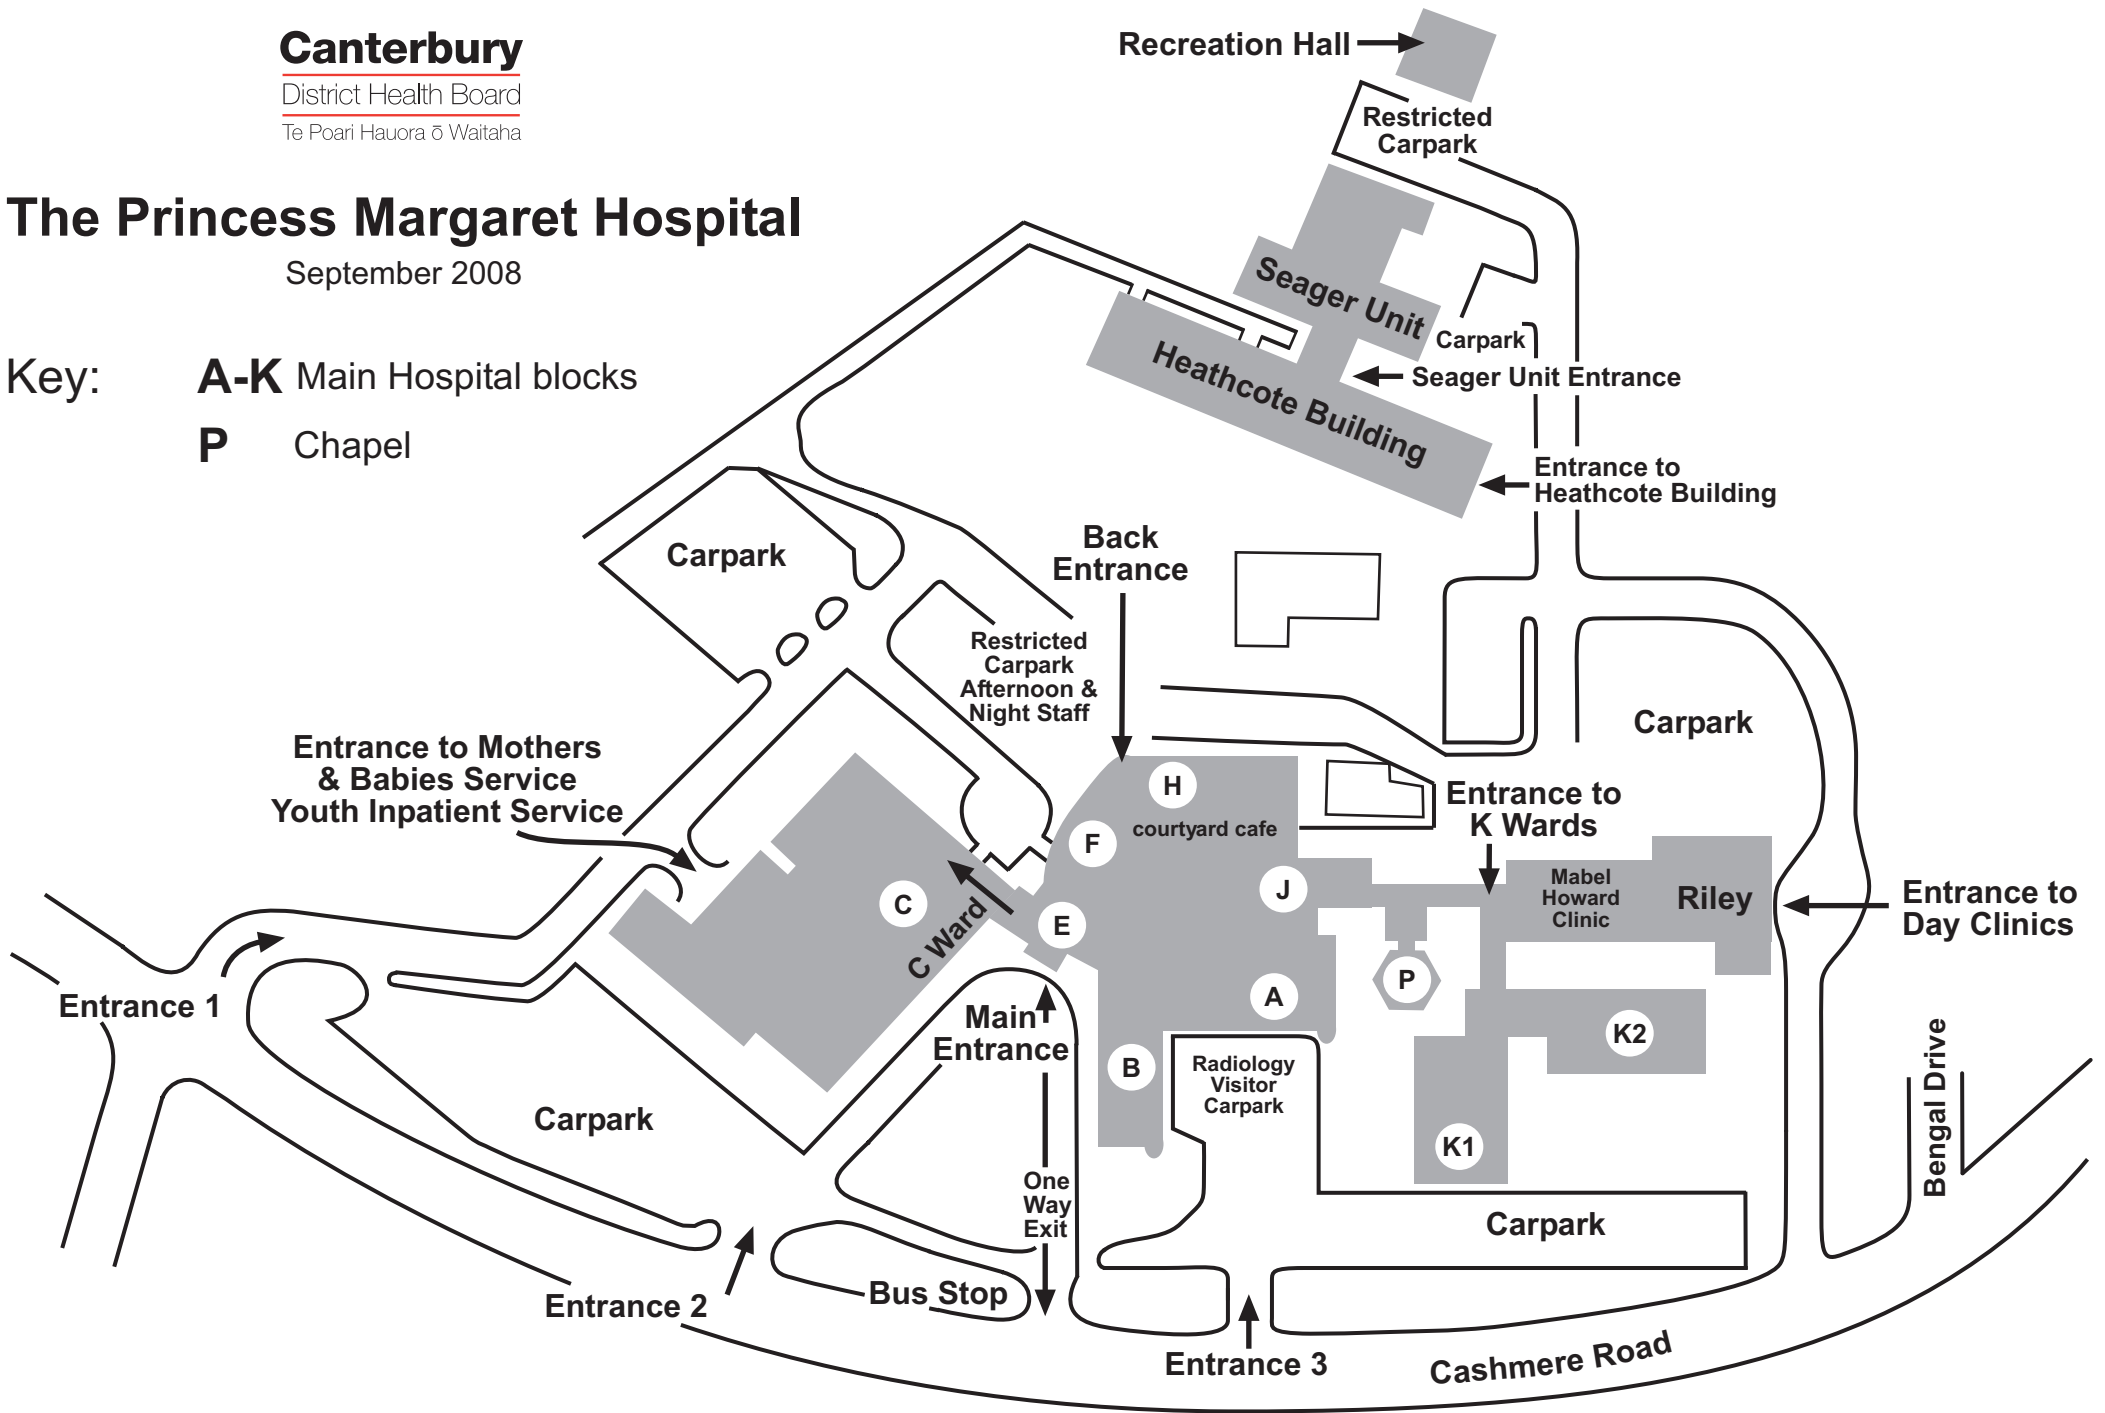 Canterbury
District Health Board
Te Poari Hauora ō Waitaha
The Princess Margaret Hospital
September 2008
Key:
A-K Main Hospital blocks
P Chapel
Recreation Hall
Restricted
Carpark
Seager Unit
Carpark
Seager Unit Entrance
Heathcote Building
Entrance to
Heathcote Building
Back
Entrance
Carpark
Restricted
Carpark
Afternoon &
Night Staff
Carpark
Entrance to Mothers
& Babies Service
Youth Inpatient Service
H
courtyard cafe
F
Entrance to
K Wards
J
Mabel
Howard
Clinic
Riley
Entrance to
Day Clinics
C
C Ward
E
P
A
Entrance 1
Main
Entrance
B
Radiology
Visitor
Carpark
K2
K1
Carpark
One
Way
Exit
Carpark
Bengal Drive
Bus Stop
Entrance 2
Entrance 3
Cashmere Road